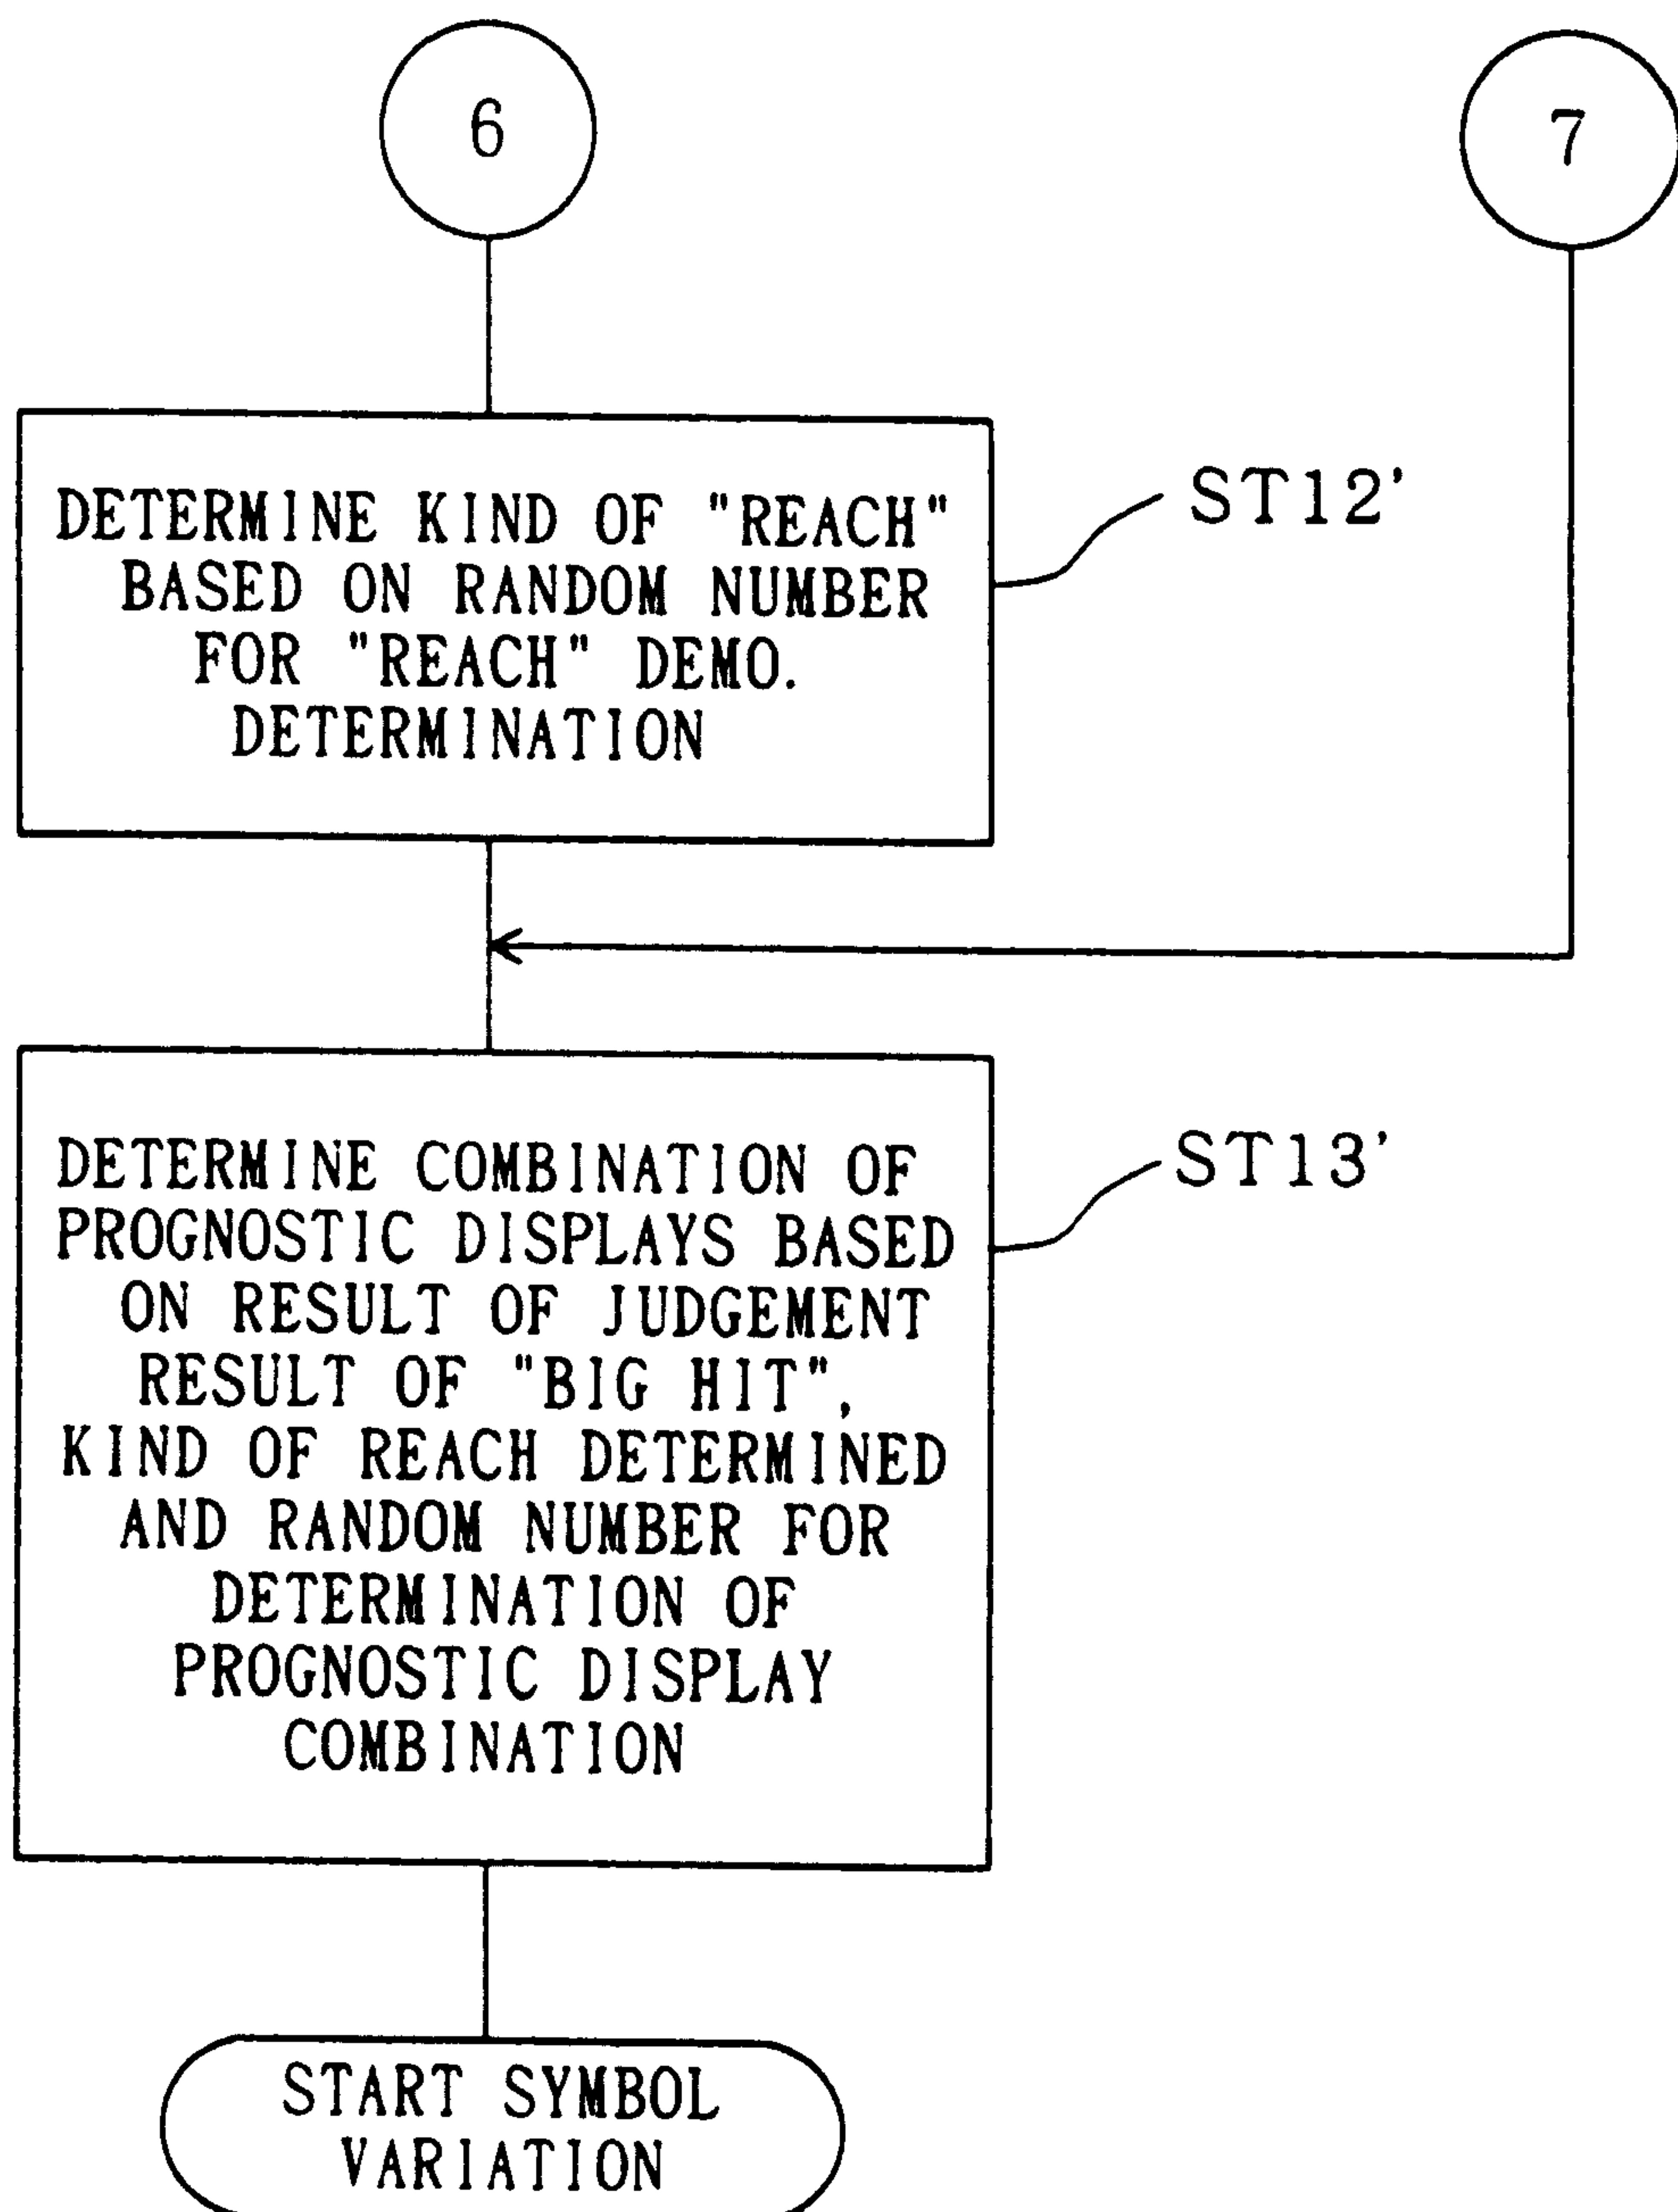 6
7
DETERMINE KIND OF "REACH"
BASED ON RANDOM NUMBER
FOR "REACH" DEMO.
DETERMINATION
ST12'
DETERMINE COMBINATION OF
PROGNOSTIC DISPLAYS BASED
ON RESULT OF JUDGEMENT
RESULT OF "BIG HIT",
KIND OF REACH DETERMINED
AND RANDOM NUMBER FOR
DETERMINATION OF
PROGNOSTIC DISPLAY
COMBINATION
ST13'
START SYMBOL
VARIATION